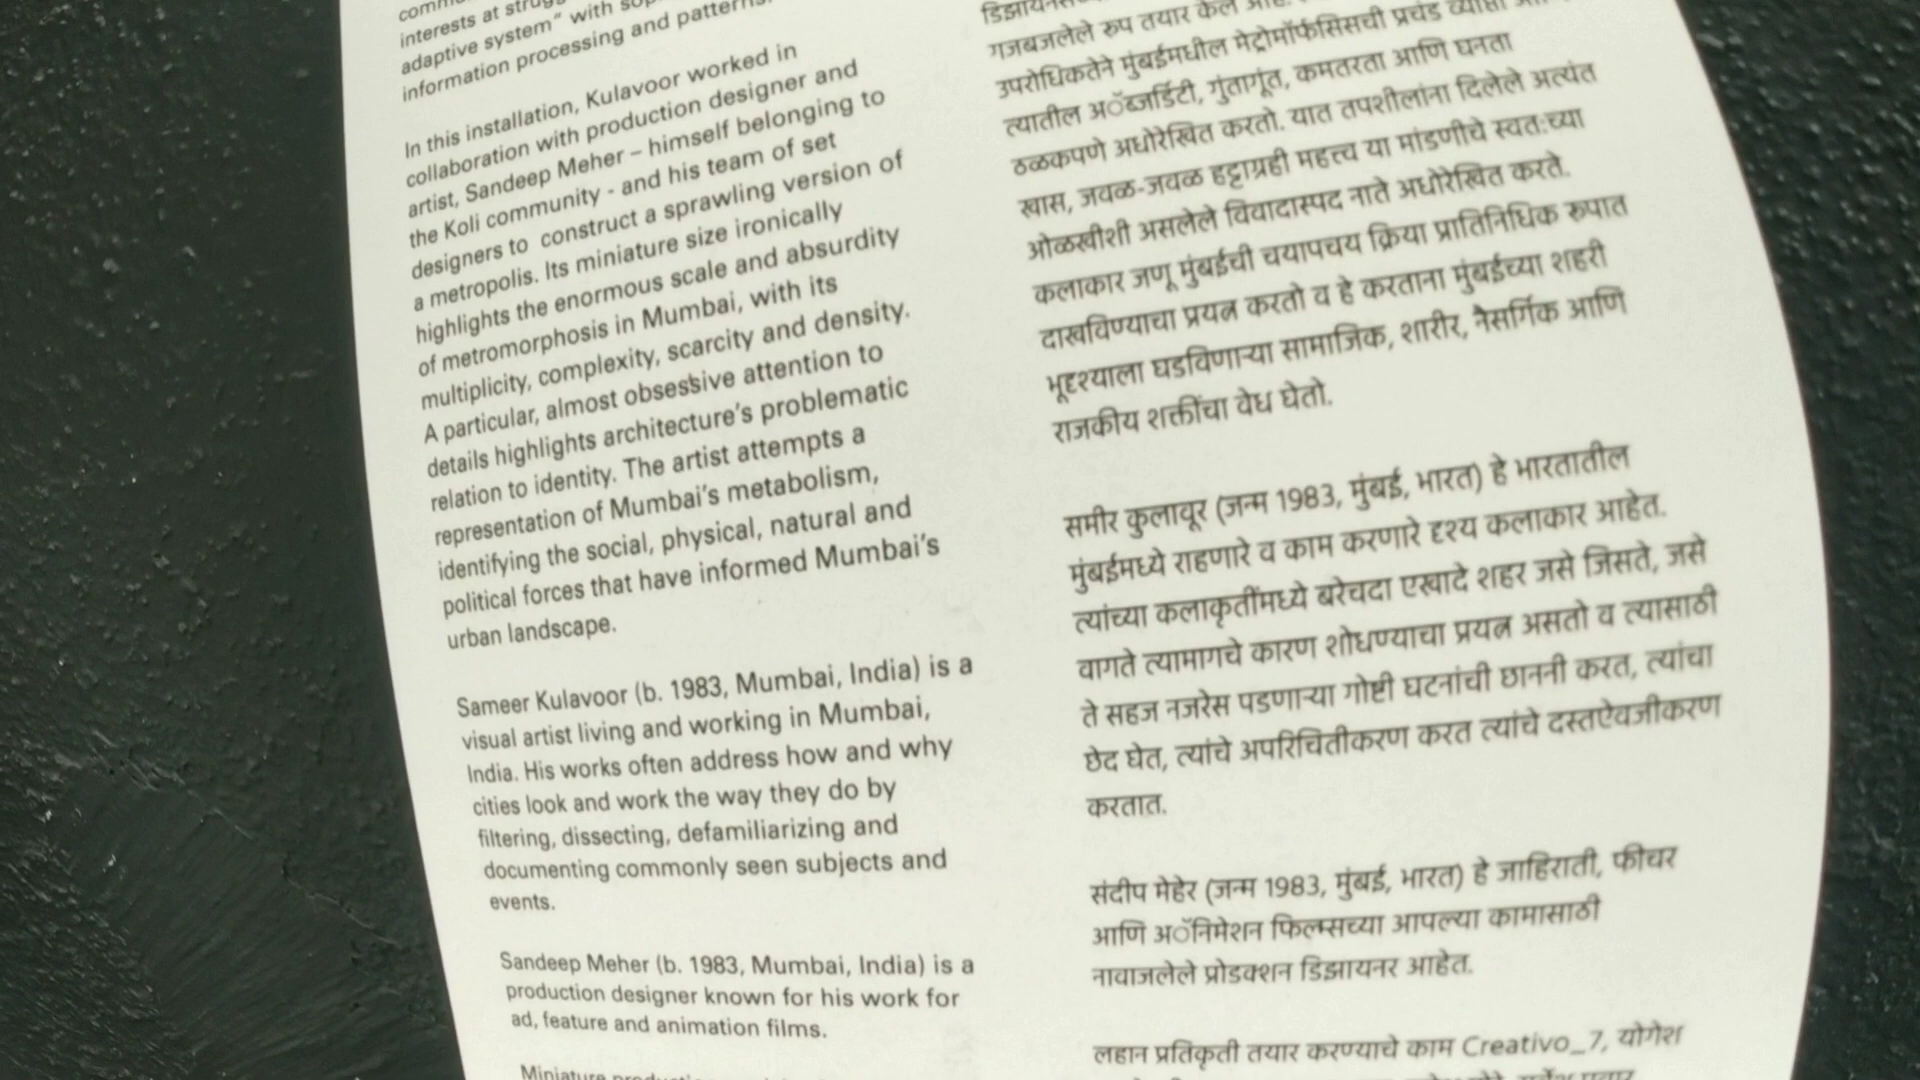 interests at
adaptive system” with
information processing and patterns.
In this installation, Kulavoor worked in
collaboration with production designer and
artist, Sandeep Meher – himself belonging to
the Koli community - and his team of set
designers to construct a sprawling version of
a metropolis. Its miniature size ironically
highlights the enormous scale and absurdity
of metromorphosis in Mumbai, with its
multiplicity, complexity, scarcity and density.
A particular, almost obsessive attention to
details highlights architecture’s problematic
relation to identity. The artist attempts a
representation of Mumbai’s metabolism,
identifying the social, physical, natural and
political forces that have informed Mumbai’s
urban landscape.
Sameer Kulavoor (b. 1983, Mumbai, India) is a
visual artist living and working in Mumbai,
India. His works often address how and why
cities look and work the way they do by
filtering, dissecting, defamiliarizing and
documenting commonly seen subjects and
events.
Sandeep Meher (b. 1983, Mumbai, India) is a
production designer known for his work for
ad, feature and animation films.
Miniature
गजबजलेले रुप तयार केले
उपरोधिकतेने मुंबईमधील मेट्रोमॉर्फसिसची प्रचंड
त्यातील अॅब्जर्डिटी, गुंतागूंत, कमतरता आणि घनता
ठळकपणे अधोरेखित करतो. यात तपशीलांना दिलेले अत्यंत
खास, जवळ-जवळ हट्टाग्रही महत्त्व या मांडणीचे स्वतःच्या
ओळखीशी असलेले विवादास्पद नाते अधोरेखित करते.
कलाकार जणू मुंबईची चयापचय क्रिया प्रातिनिधिक रुपात
दाखविण्याचा प्रयत्न करतो व हे करताना मुंबईच्या शहरी
भूदृश्याला घडविणाऱ्या सामाजिक, शारीर, नैसर्गिक आणि
राजकीय शक्तींचा वेध घेतो.
समीर कुलावूर (जन्म 1983, मुंबई, भारत) हे भारतातील
मुंबईमध्ये राहणारे व काम करणारे दृश्य कलाकार आहेत.
त्यांच्या कलाकृतींमध्ये बरेचदा एखादे शहर जसे जिसते, जसे
वागते त्यामागचे कारण शोधण्याचा प्रयत्न असतो व त्यासाठी
ते सहज नजरेस पडणाऱ्या गोष्टी घटनांची छाननी करत, त्यांचा
छेद घेत, त्यांचे अपरिचितीकरण करत त्यांचे दस्तऐवजीकरण
करतात.
संदीप मेहेर (जन्म 1983, मुंबई, भारत) हे जाहिराती, फीचर
आणि अॅनिमेशन फिल्म्सच्या आपल्या कामासाठी
नावाजलेले प्रोडक्शन डिझायनर आहेत.
लहान प्रतिकृती तयार करण्याचे काम Creativo_7, योगेश